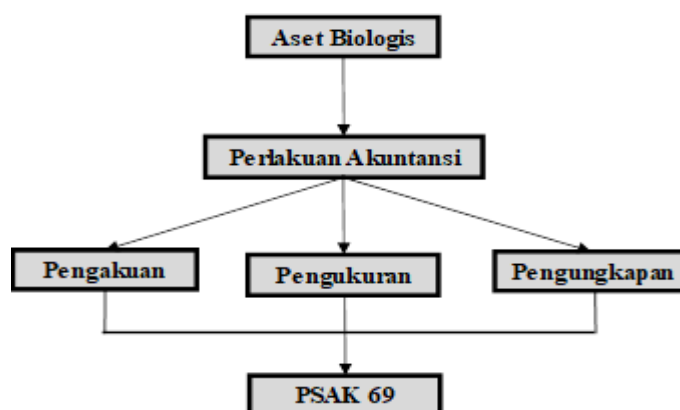 Aset Biologis
Perlakuan Akuntansi
Pengakuan
Pengukuran
Pengungkapan
PSAK 69